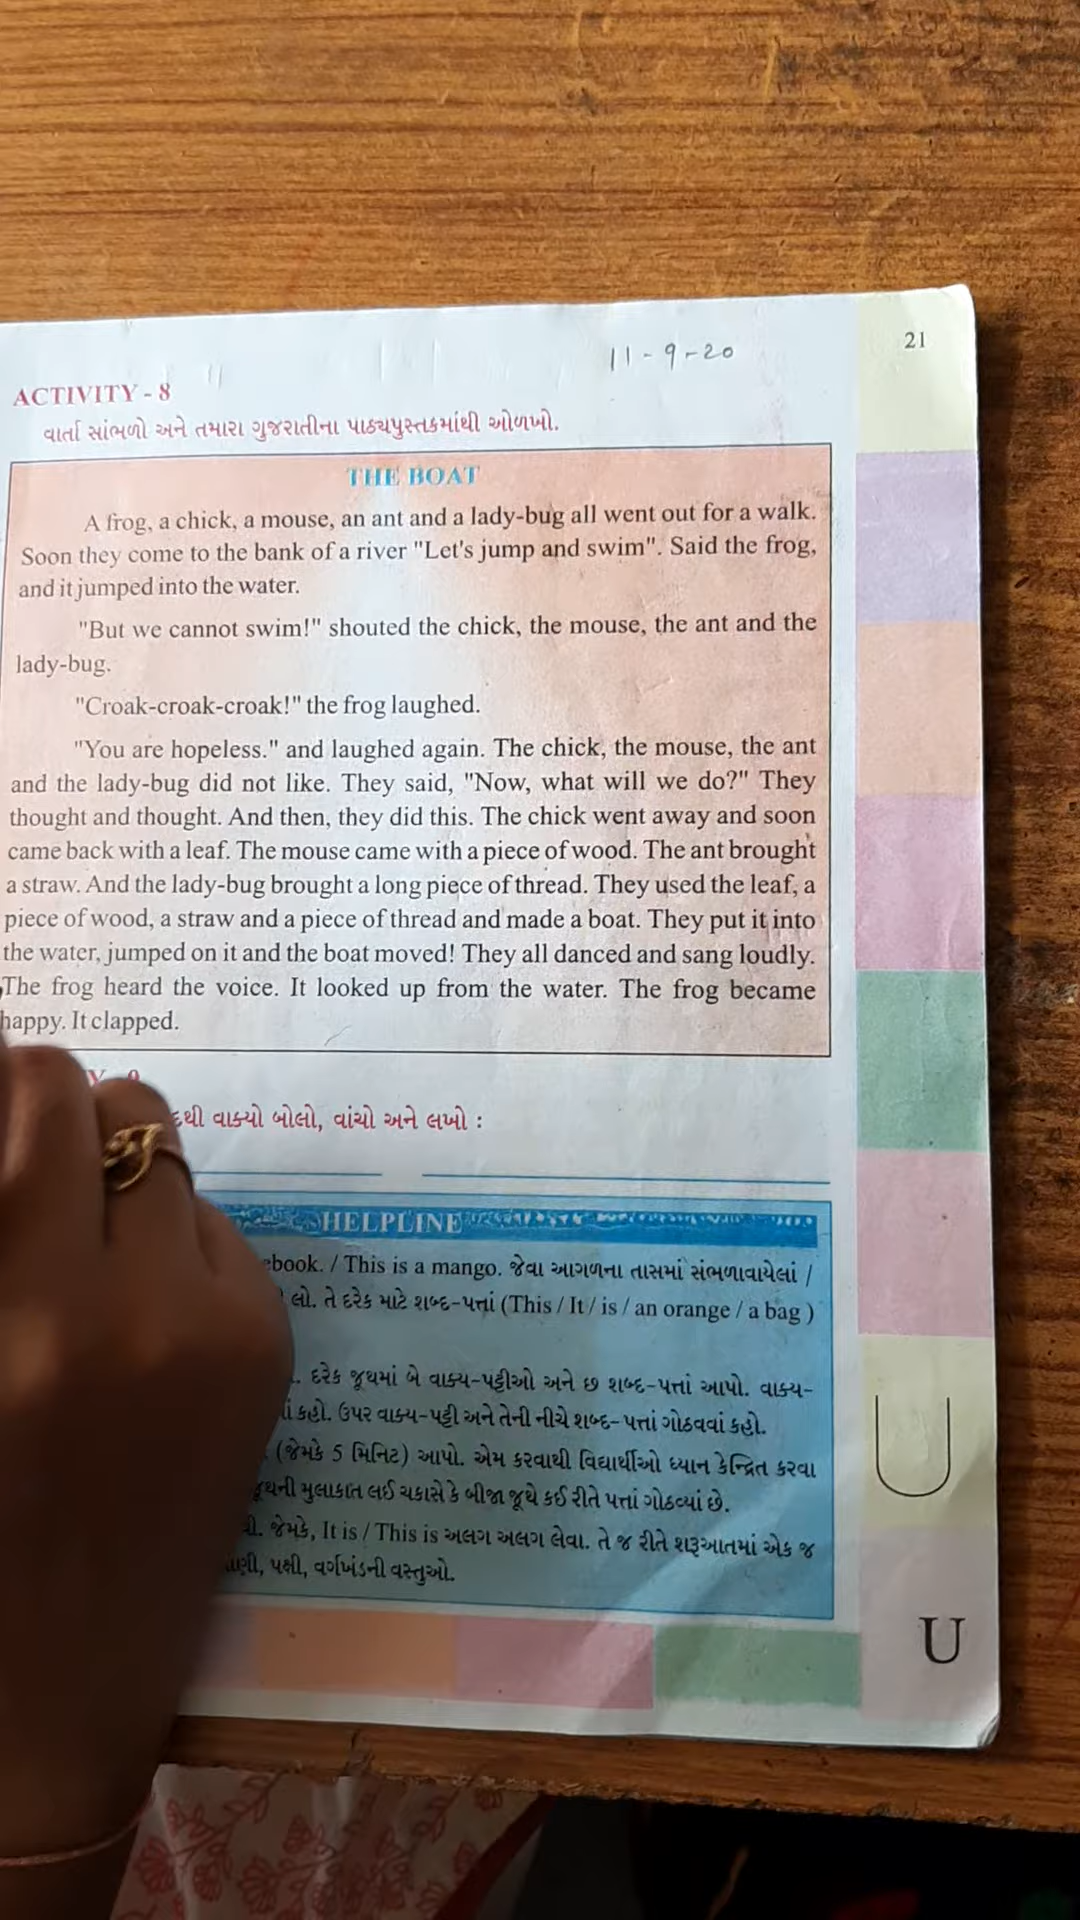 11-9-20
21
ACTIVITY - 8
વાર્તા સાંભળો અને તમારા ગુજરાતીના પાઠ્યપુસ્તકમાંથી ઓળખો.
THE BOAT
A frog, a chick, a mouse, an ant and a lady-bug all went out for a walk.
Soon they come to the bank of a river "Let's jump and swim". Said the frog,
and it jumped into the water.
"But we cannot swim!" shouted the chick, the mouse, the ant and the
lady-bug.
"Croak-croak-croak!" the frog laughed.
"You are hopeless." and laughed again. The chick, the mouse, the ant
and the lady-bug did not like. They said, "Now, what will we do?" They
thought and thought. And then, they did this. The chick went away and soon
came back with a leaf. The mouse came with a piece of wood. The ant brought
a straw. And the lady-bug brought a long piece of thread. They used the leaf, a
piece of wood, a straw and a piece of thread and made a boat. They put it into
the water, jumped on it and the boat moved! They all danced and sang loudly.
The frog heard the voice. It looked up from the water. The frog became
happy. It clapped.
વાક્યો બોલો, વાંચો અને લખો :
HELPLINE
/ This is a mango. જેવા આગળના તાસમાં સંભળાવાયેલાં /
લો. તે દરેક માટે શબ્દ-પત્તાં (This / It / is / an orange / a bag )
દરેક જૂથમાં બે વાક્ય-પટ્ટીઓ અને છ શબ્દ-પત્તાં આપો. વાક્ય-
કહો. ઉપર વાક્ય-પટ્ટી અને તેની નીચે શબ્દ-પત્તાં ગોઠવવાં કહો.
(જેમકે 5 મિનિટ) આપો. એમ કરવાથી વિદ્યાર્થીઓ ધ્યાન કેન્દ્રિત કરવા
મુલાકાત લઈ ચકાસે કે બીજા જૂથે કઈ રીતે પત્તાં ગોઠવ્યાં છે.
જેમકે, It is / This is અલગ અલગ લેવા. તે જ રીતે શરૂઆતમાં એક જ
પક્ષી, વર્ગખંડની વસ્તુઓ.
U
U